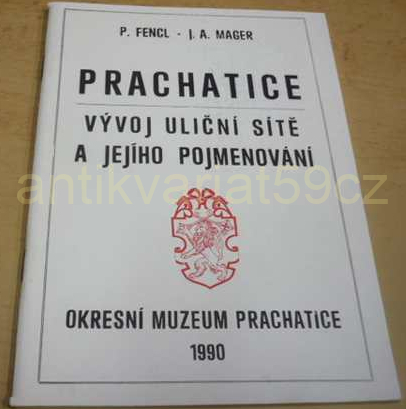 P. FENCL - J. A. MAGER
PRACHATICE
VÝVOJ ULIČNÍ SÍTĚ
A JEJÍHO POJMENOVÁNÍ
antikvariat59cz
OKRESNÍ MUZEUM PRACHATiCE
1990